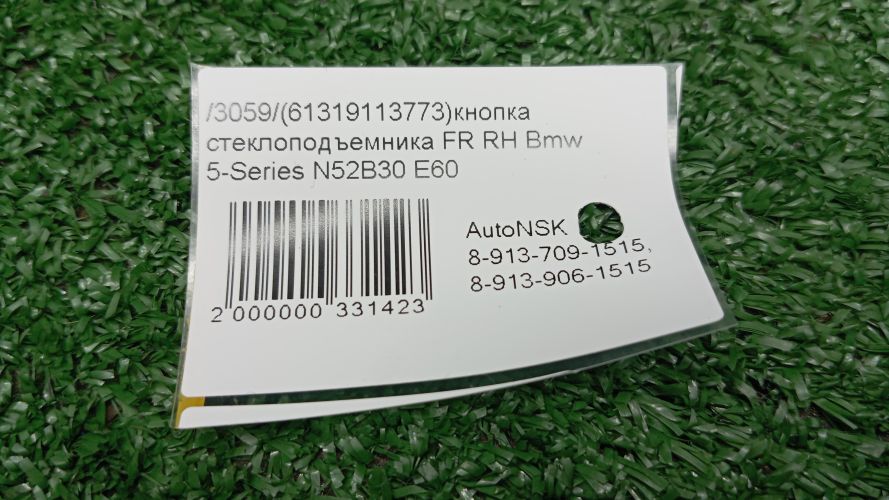 /3059/(61319113773)кнопка
стеклоподъемника FR RH Bmw
5-Series N52B30 E60
AutoNSK
8-913-709-1515,
8-913-906-1515
2 000000 331423